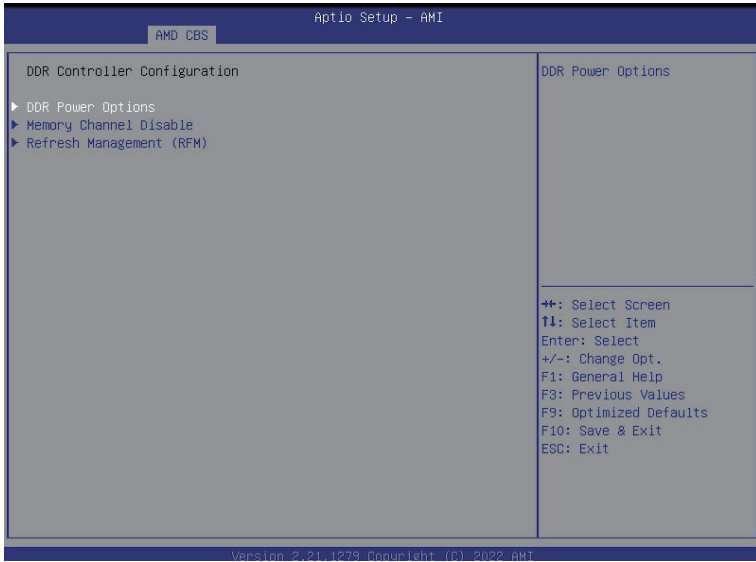 Aptio Setup – AMI
AMD CBS
DDR Controller Configuration
DDR Power Options
Memory Channel Disable
Refresh Management (RFM)
DDR Power Options
→←: Select Screen
↑↓: Select Item
Enter: Select
+/-: Change Opt.
F1: General Help
F3: Previous Values
F9: Optimized Defaults
F10: Save & Exit
ESC: Exit
Version 2.21.1279 Copyright (C) 2022 AMI